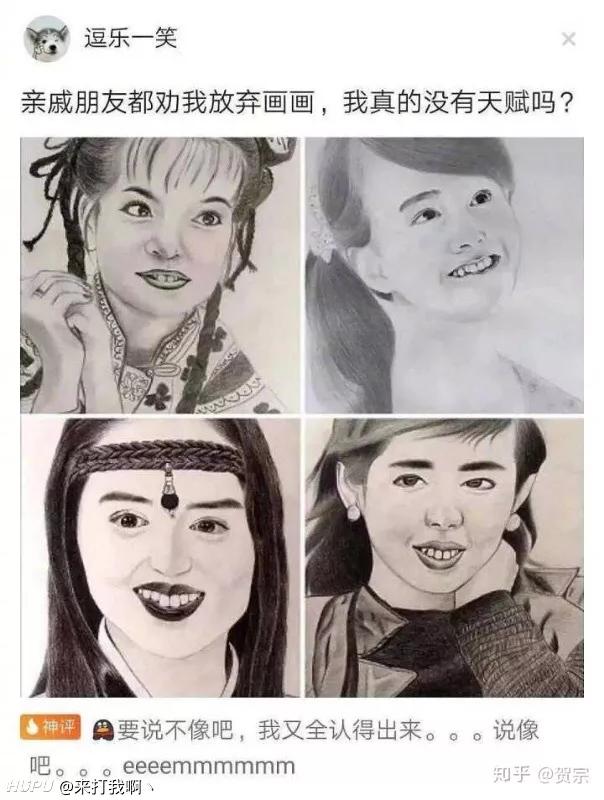 逗乐一笑
亲戚朋友都劝我放弃画画，我真的没有天赋吗？
神评 要说不像吧，我又全认得出来。。。说像
吧。。。eeeemmmmmm
知乎 @贺宗
HUPU @来打我啊丶